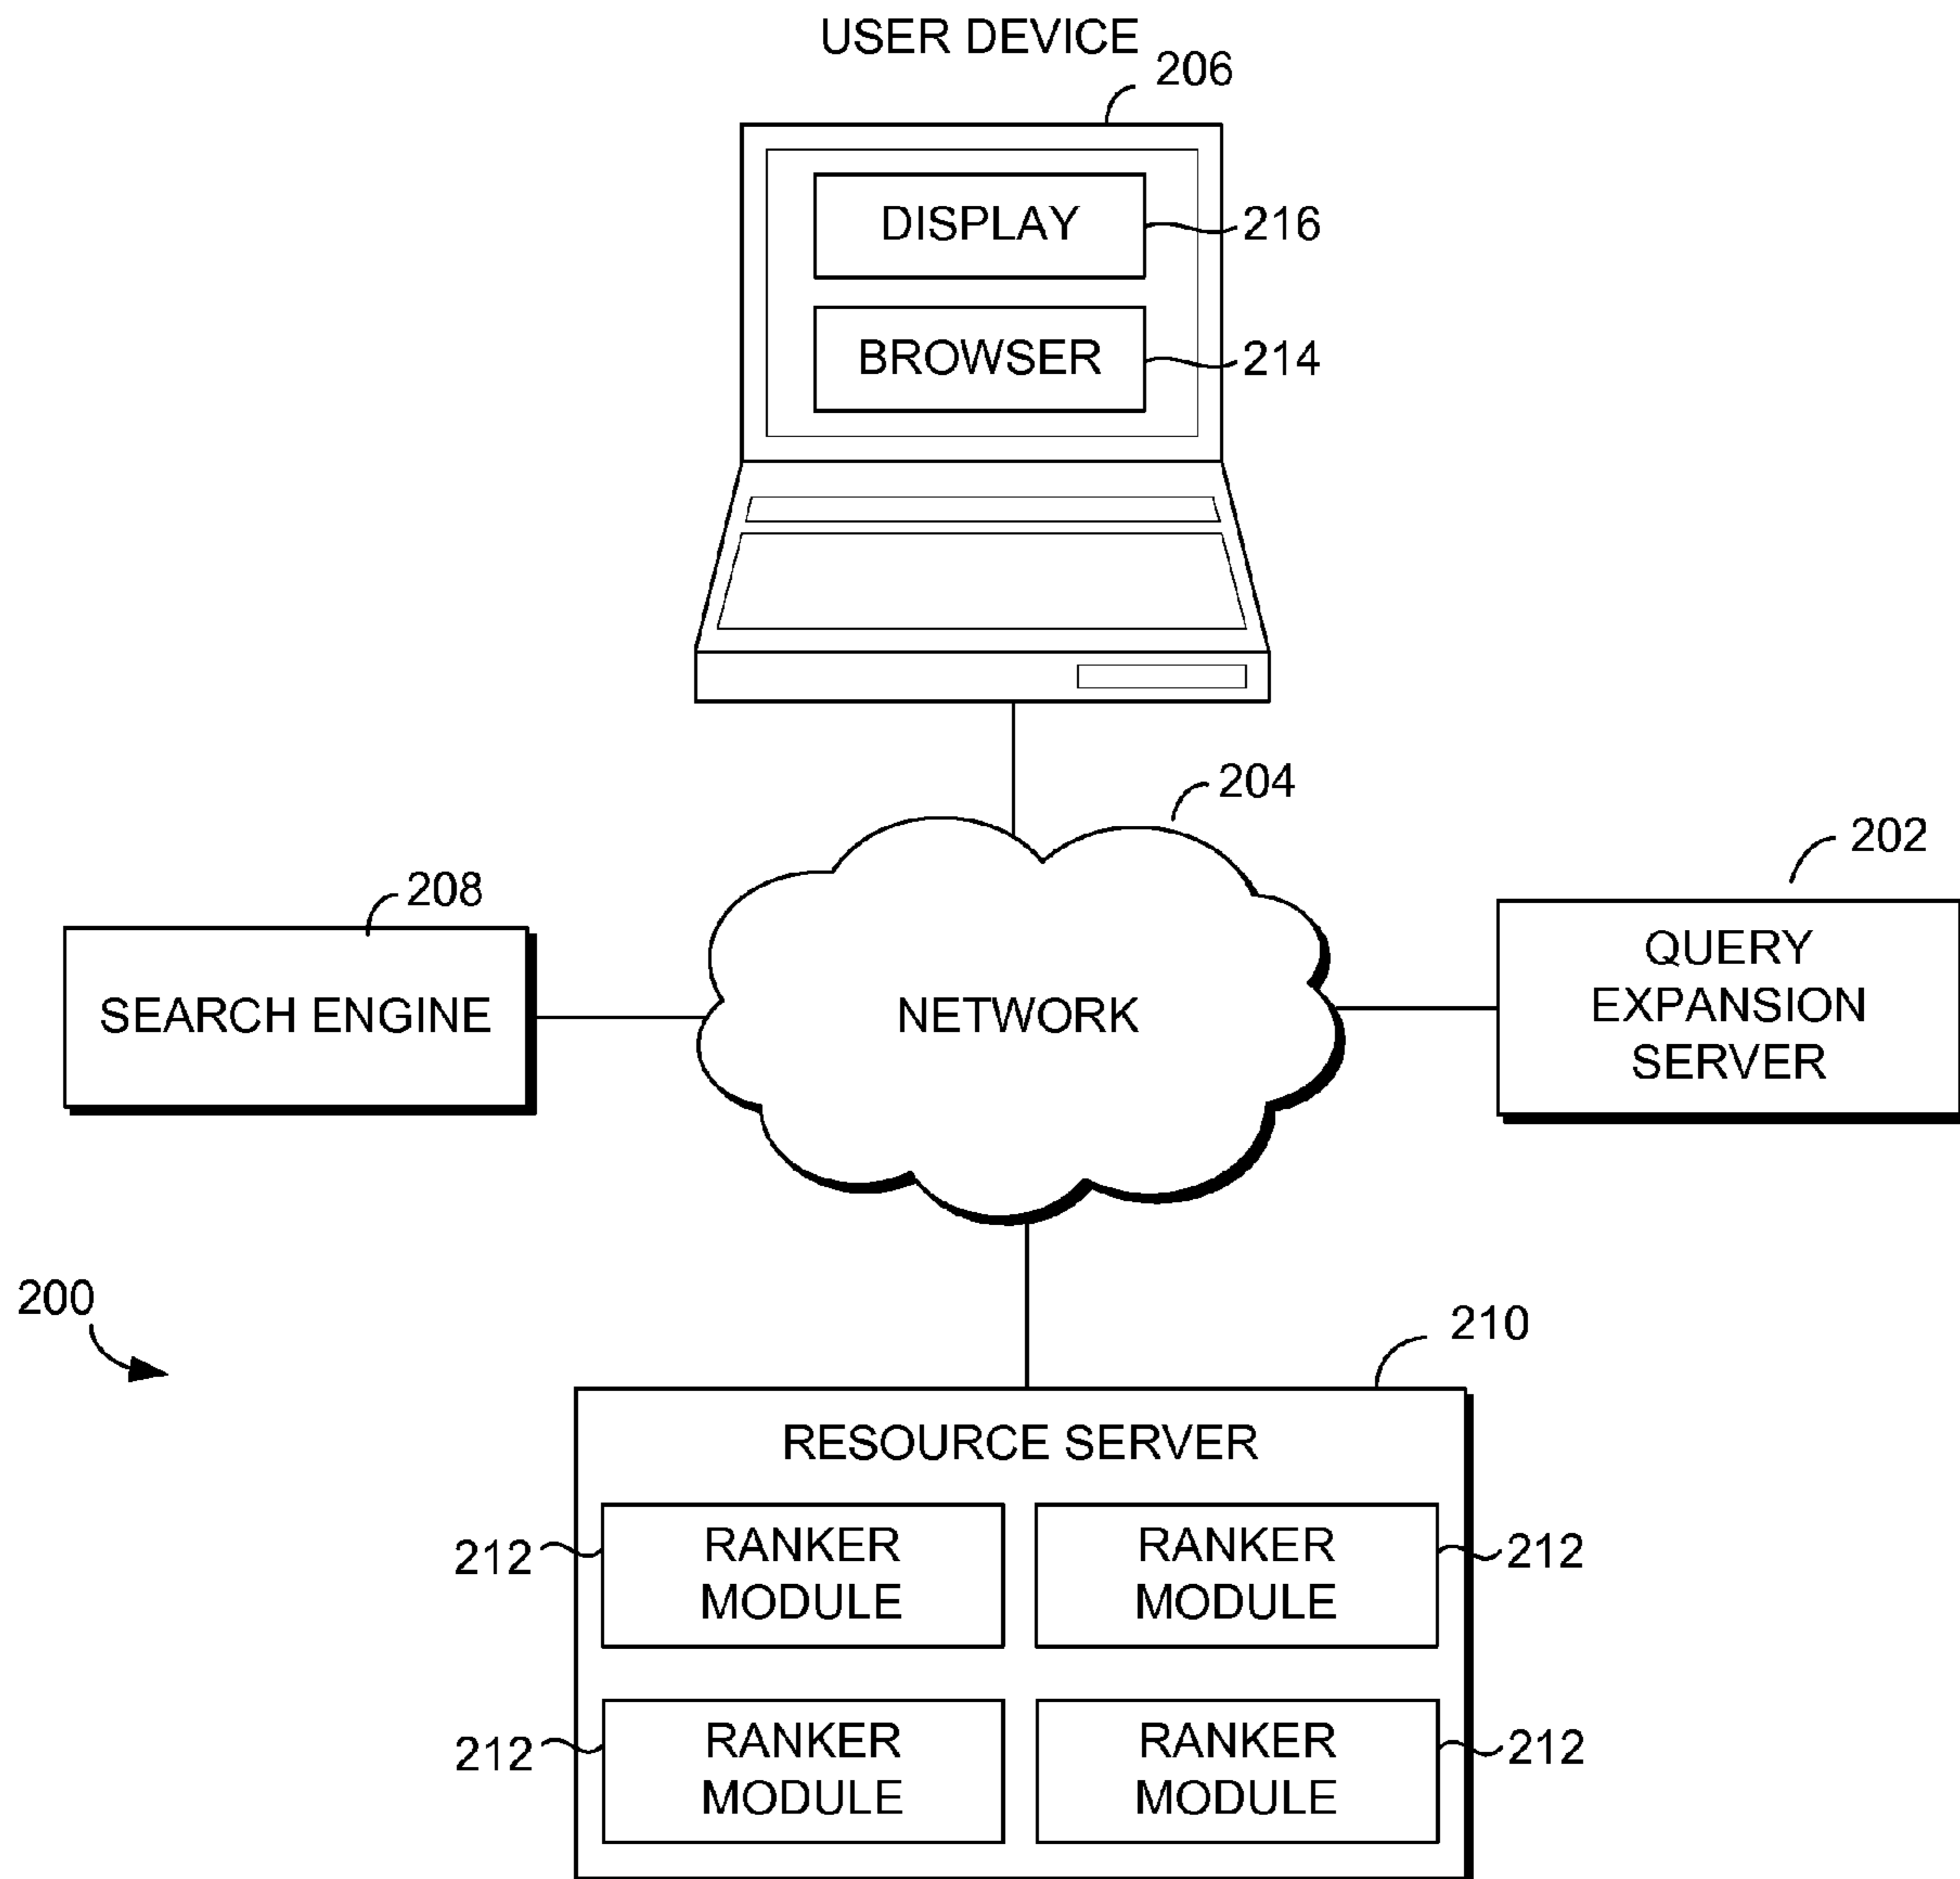 USER DEVICE
206
DISPLAY
216
BROWSER
214
204
202
208
SEARCH ENGINE
NETWORK
QUERY
EXPANSION
SERVER
200
210
RESOURCE SERVER
212
RANKER
MODULE
RANKER
MODULE
212
212
RANKER
MODULE
RANKER
MODULE
212